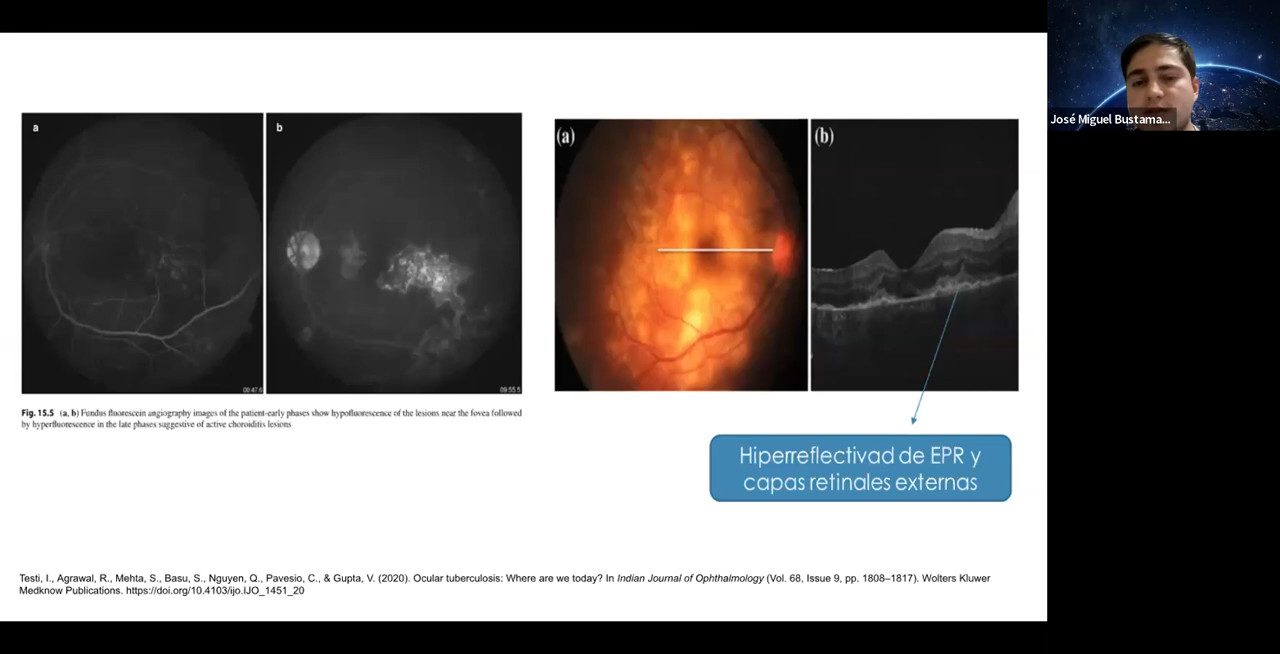 José Miguel Bustama...
a
b
00:47.6
09:55.5
(a)
(b)
Fig. 15.5 (a, b) Fundus fluorescein angiography images of the patient-early phases show hypofluorescence of the lesions near the fovea followed
by hyperfluorescence in the late phases suggestive of active choroiditis lesions
Hiperreflectivad de EPR y
capas retinales externas
Testi, I., Agrawal, R., Mehta, S., Basu, S., Nguyen, Q., Pavesio, C., & Gupta, V. (2020). Ocular tuberculosis: Where are we today? In Indian Journal of Ophthalmology (Vol. 68, Issue 9, pp. 1808–1817). Wolters Kluwer
Medknow Publications. https://doi.org/10.4103/ijo.IJO_1451_20